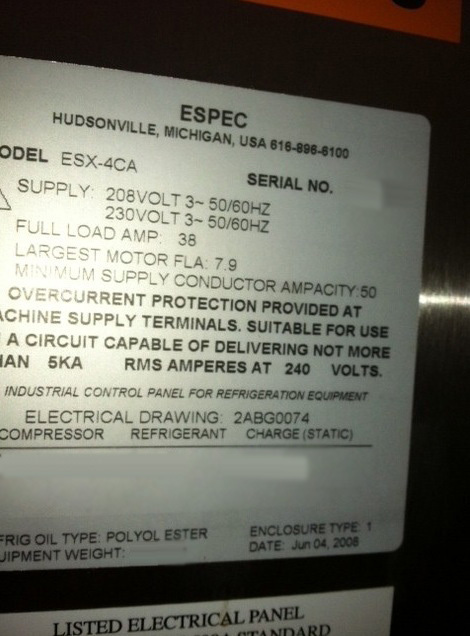 ESPEC
HUDSONVILLE, MICHIGAN, USA 616-896-6100
ODEL ESX-4CA
SERIAL NO.
SUPPLY: 208VOLT 3~ 50/60HZ
230VOLT 3~ 50/60HZ
FULL LOAD AMP: 38
LARGEST MOTOR FLA: 7.9
MINIMUM SUPPLY CONDUCTOR AMPACITY:50
OVERCURRENT PROTECTION PROVIDED AT
ACHINE SUPPLY TERMINALS. SUITABLE FOR USE
A CIRCUIT CAPABLE OF DELIVERING NOT MORE
HAN 5KA RMS AMPERES AT 240 VOLTS.
INDUSTRIAL CONTROL PANEL FOR REFRIGERATION EQUIPMENT
ELECTRICAL DRAWING: 2ABG0074
COMPRESSOR REFRIGERANT CHARGE (STATIC)
FRIG OIL TYPE: POLYOL ESTER
ENCLOSURE TYPE: 1
UIPMENT WEIGHT:
DATE: Jun 04, 2008
LISTED ELECTRICAL PANEL
STANDARD